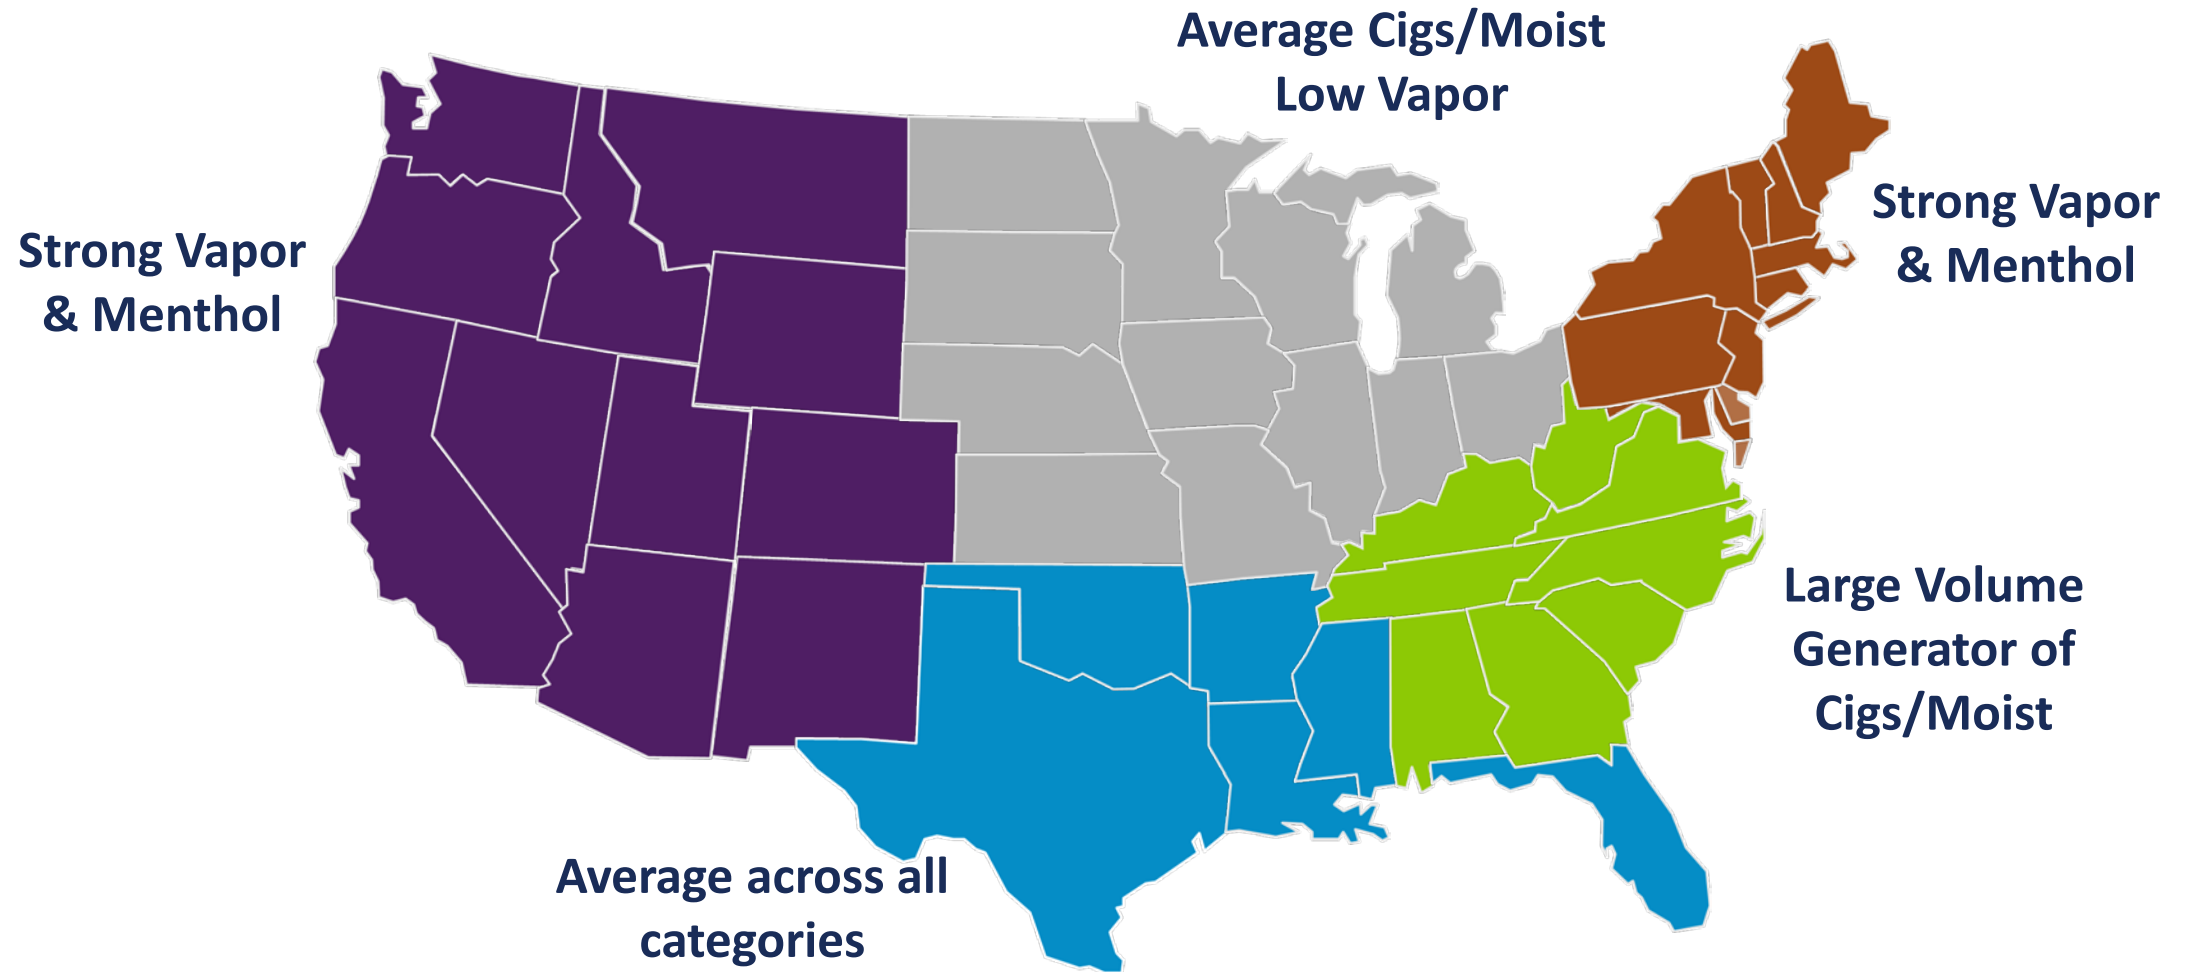 Average Cigs/Moist
Low Vapor
Strong Vapor
& Menthol
Strong Vapor
& Menthol
Large Volume
Generator of
Cigs/Moist
Average across all
categories